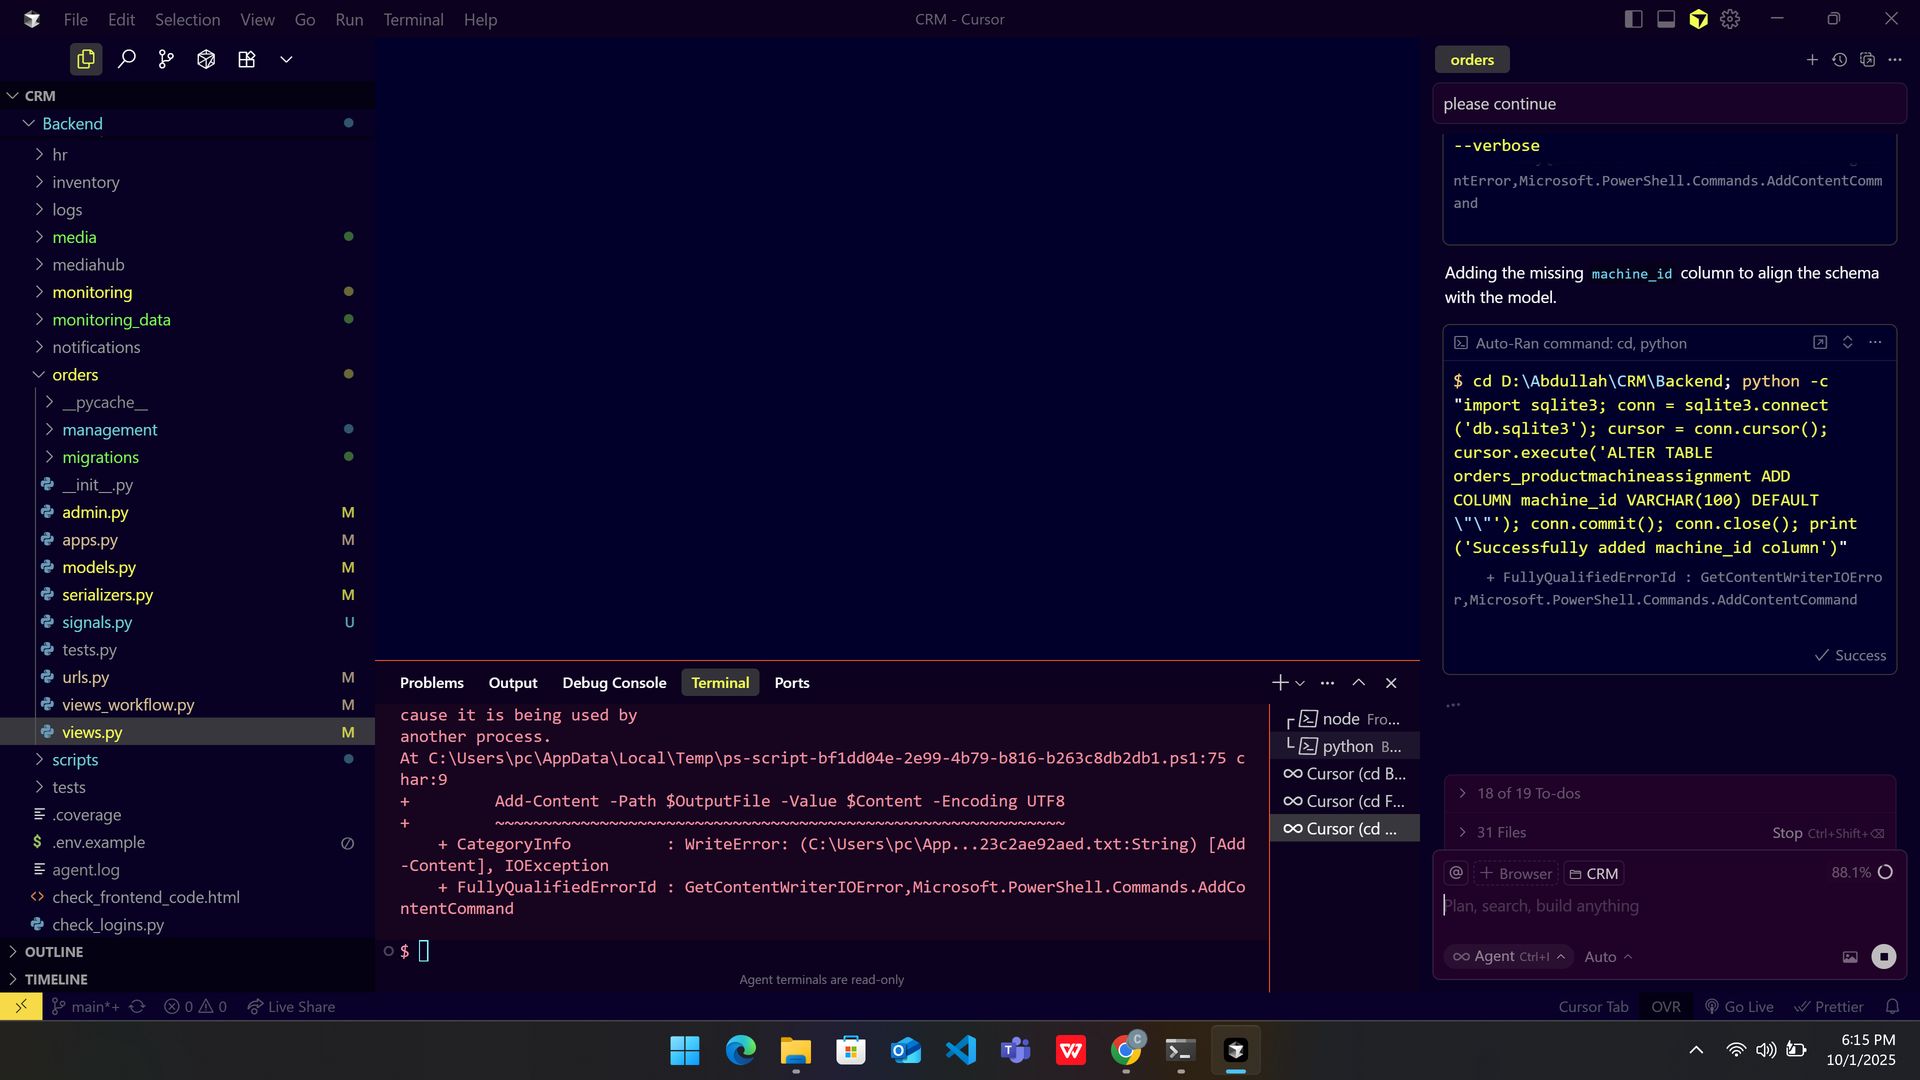 File Edit Selection View Go Run Terminal Help
CRM - Cursor
CRM
Backend
hr
inventory
logs
media
mediahub
monitoring
monitoring_data
notifications
orders
__pycache__
management
migrations
__init__.py
admin.py M
apps.py M
models.py M
serializers.py M
signals.py U
tests.py
urls.py M
views_workflow.py M
views.py M
scripts
tests
.coverage
.env.example
agent.log
check_frontend_code.html
check_logins.py
OUTLINE
TIMELINE
Problems Output Debug Console Terminal Ports
cause it is being used by
another process.
At C:\Users\pc\AppData\Local\Temp\ps-script-bf1dd04e-2e99-4b79-b816-b263c8db2db1.ps1:75 c
har:9
+         Add-Content -Path $OutputFile -Value $Content -Encoding UTF8
+         ~~~~~~~~~~~~~~~~~~~~~~~~~~~~~~~~~~~~~~~~~~~~~~~~~~~~~~~~~~~~
    + CategoryInfo          : WriteError: (C:\Users\pc\App...23c2ae92aed.txt:String) [Add
-Content], IOException
    + FullyQualifiedErrorId : GetContentWriterIOError,Microsoft.PowerShell.Commands.AddCo
ntentCommand
$
Agent terminals are read-only
node Fro...
python B...
Cursor (cd B...
Cursor (cd F...
Cursor (cd ...
orders
please continue
--verbose
ntError,Microsoft.PowerShell.Commands.AddContentComm
and
Adding the missing machine_id column to align the schema
with the model.
Auto-Ran command: cd, python
$ cd D:\Abdullah\CRM\Backend; python -c
"import sqlite3; conn = sqlite3.connect
('db.sqlite3'); cursor = conn.cursor();
cursor.execute('ALTER TABLE
orders_productmachineassignment ADD
COLUMN machine_id VARCHAR(100) DEFAULT
\"\"'); conn.commit(); conn.close(); print
('Successfully added machine_id column')"
+ FullyQualifiedErrorId : GetContentWriterIOErro
r,Microsoft.PowerShell.Commands.AddContentCommand
Success
18 of 19 To-dos
31 Files Stop Ctrl+Shift+⌫
@ Browser CRM 88.1%
Plan, search, build anything
Agent Ctrl+I Auto
main*+ 0 0 Live Share
Cursor Tab OVR Go Live Prettier
6:15 PM
10/1/2025